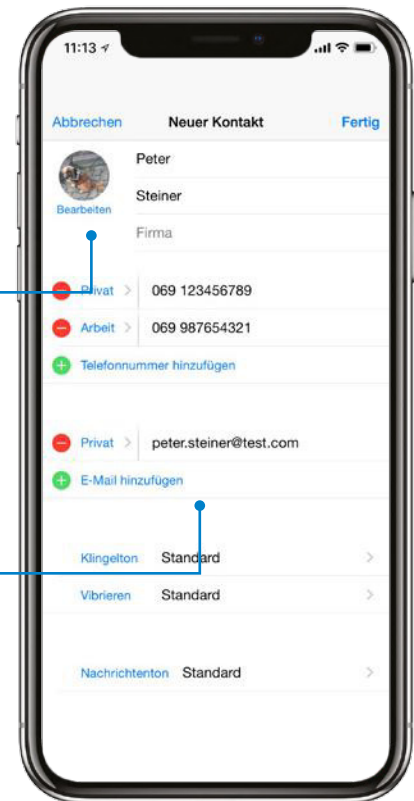 11:13
Abbrechen Neuer Kontakt Fertig
Peter
Steiner
Bearbeiten
Firma
Privat 069 123456789
Arbeit 069 987654321
Telefonnummer hinzufügen
Privat peter.steiner@test.com
E-Mail hinzufügen
Klingelton Standard
Vibrieren Standard
Nachrichtenton Standard